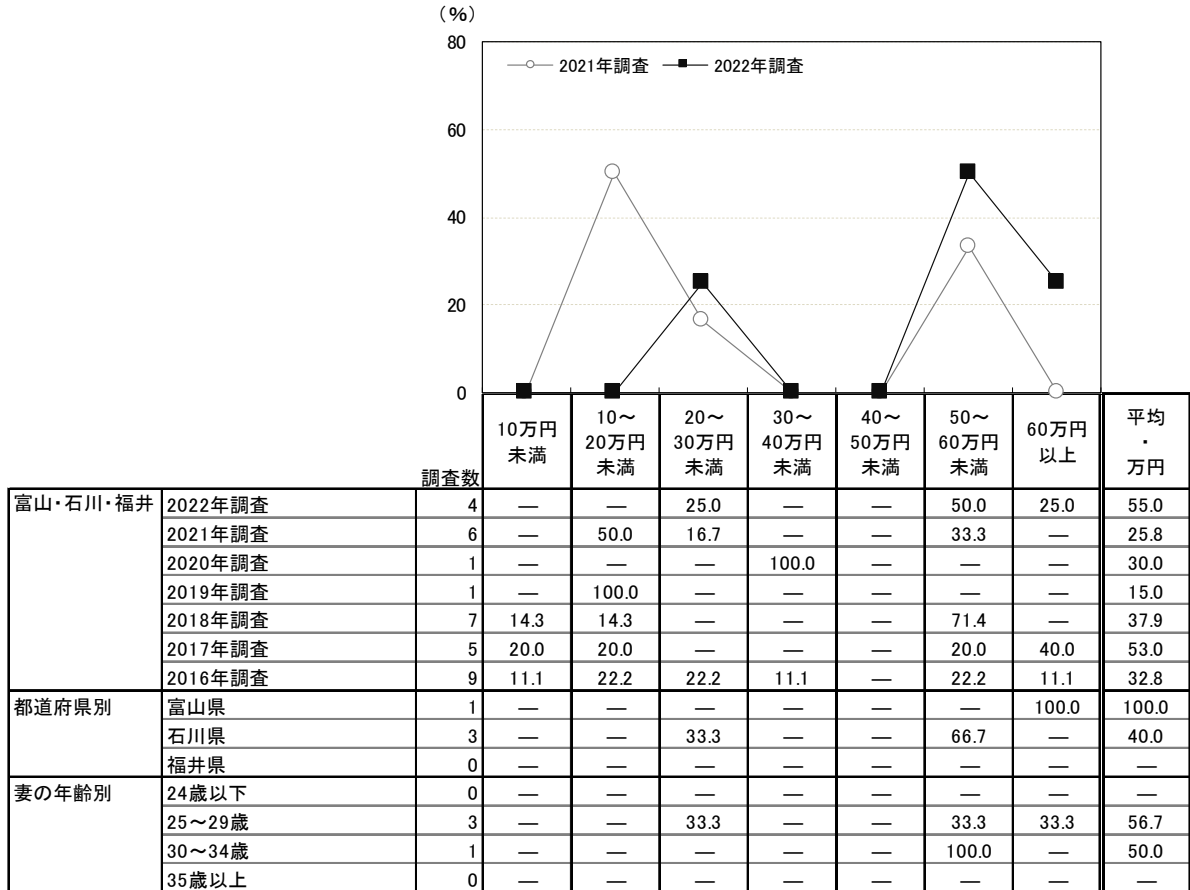 (%)
80
60
40
20
0
2021年調査 2022年調査
調査数
10万円
未満
10～
20万円
未満
20～
30万円
未満
30～
40万円
未満
40～
50万円
未満
50～
60万円
未満
60万円
以上
平均
・
万円
富山・石川・福井 2022年調査 4 — — 25.0 — — 50.0 25.0 55.0
2021年調査 6 — 50.0 16.7 — — 33.3 — 25.8
2020年調査 1 — — — 100.0 — — — 30.0
2019年調査 1 — 100.0 — — — — — 15.0
2018年調査 7 14.3 14.3 — — — 71.4 — 37.9
2017年調査 5 20.0 20.0 — — — 20.0 40.0 53.0
2016年調査 9 11.1 22.2 22.2 11.1 — 22.2 11.1 32.8
都道府県別 富山県 1 — — — — — — 100.0 100.0
石川県 3 — — 33.3 — — 66.7 — 40.0
福井県 0 — — — — — — — —
妻の年齢別 24歳以下 0 — — — — — — — —
25～29歳 3 — — 33.3 — — 33.3 33.3 56.7
30～34歳 1 — — — — — 100.0 — 50.0
35歳以上 0 — — — — — — — —